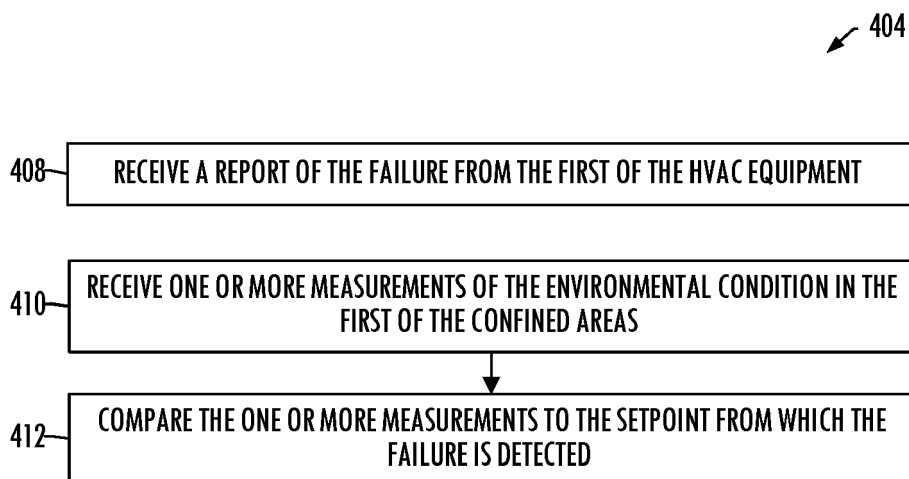 404
408
RECEIVE A REPORT OF THE FAILURE FROM THE FIRST OF THE HVAC EQUIPMENT
410
RECEIVE ONE OR MORE MEASUREMENTS OF THE ENVIRONMENTAL CONDITION IN THE
FIRST OF THE CONFINED AREAS
412
COMPARE THE ONE OR MORE MEASUREMENTS TO THE SETPOINT FROM WHICH THE
FAILURE IS DETECTED